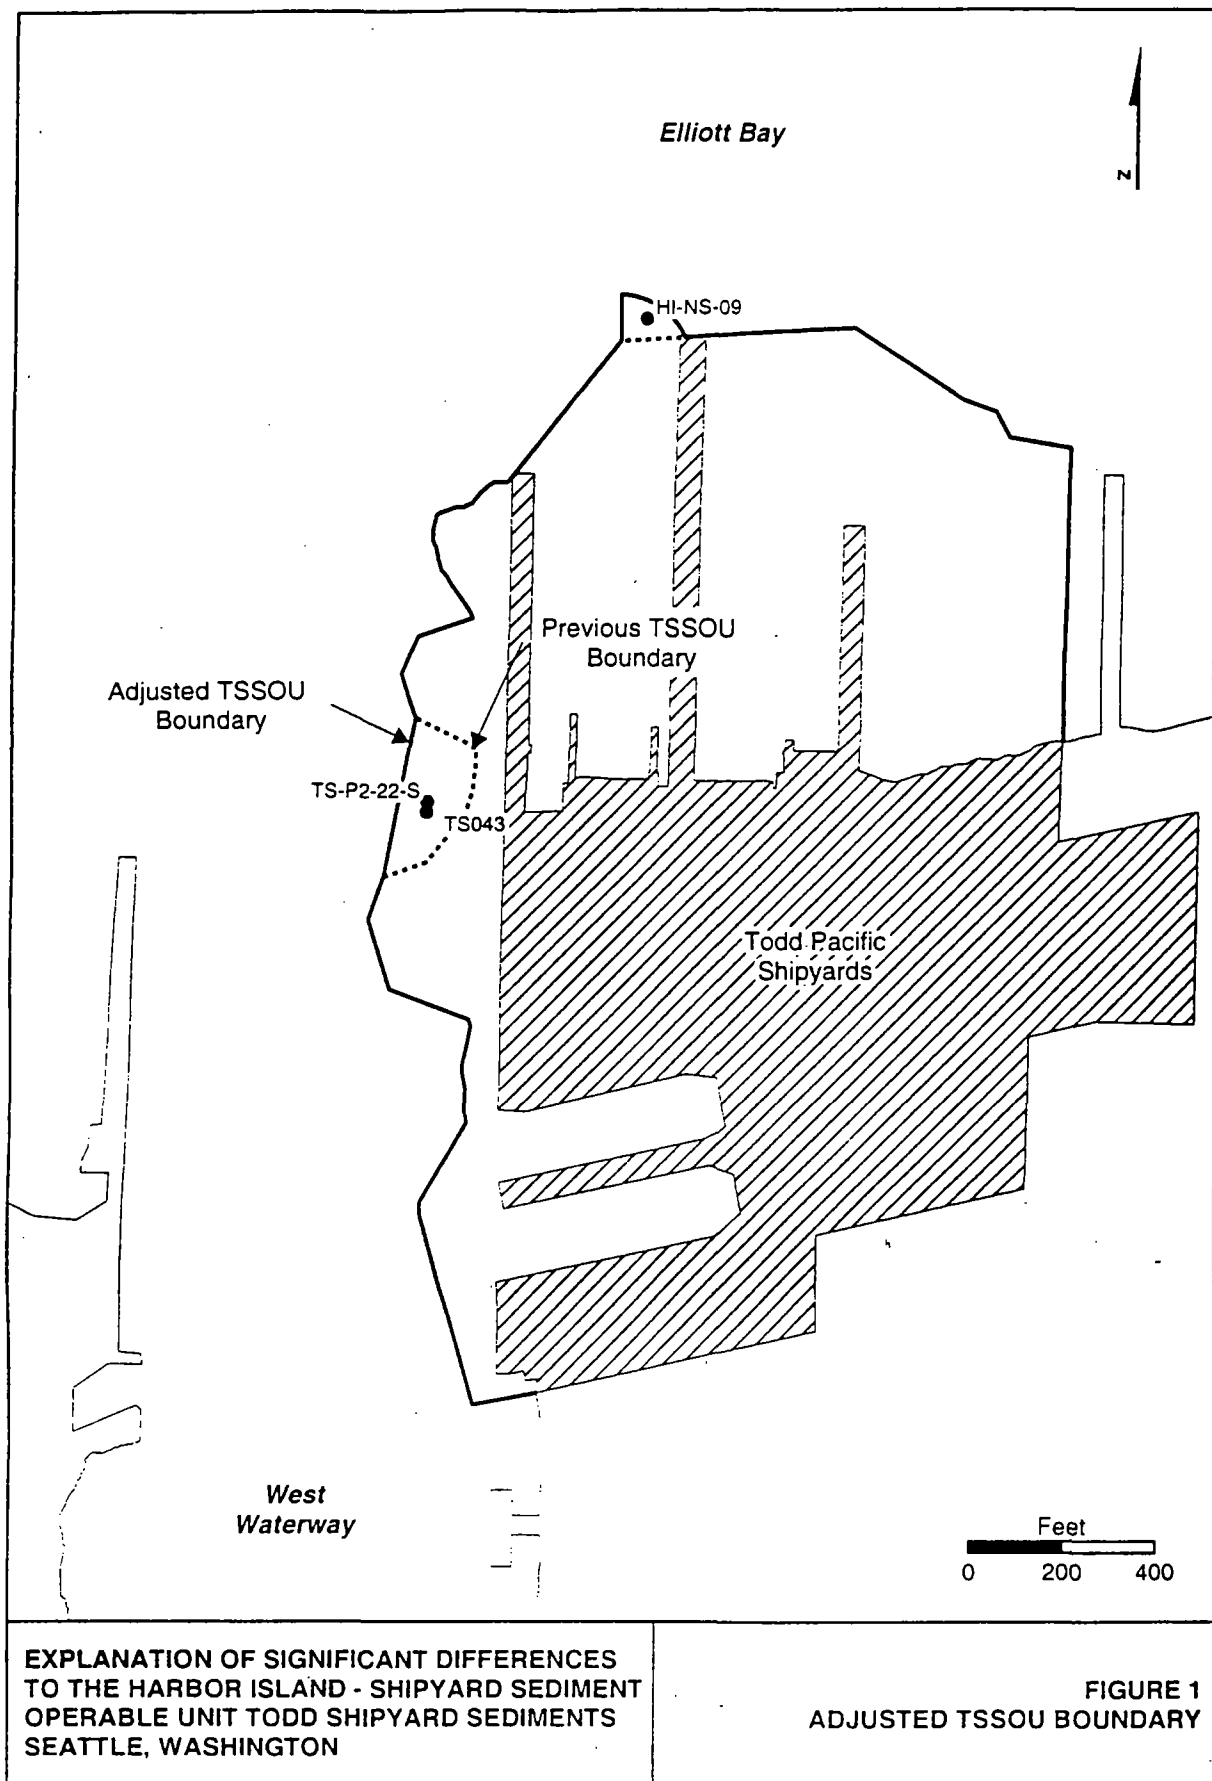 Elliott Bay
N
HI-NS-09
Previous TSSOU
Boundary
Adjusted TSSOU
Boundary
TS-P2-22-S
TS043
Todd Pacific
Shipyards
West
Waterway
Feet
0 200 400
EXPLANATION OF SIGNIFICANT DIFFERENCES
TO THE HARBOR ISLAND - SHIPYARD SEDIMENT
OPERABLE UNIT TODD SHIPYARD SEDIMENTS
SEATTLE, WASHINGTON
FIGURE 1
ADJUSTED TSSOU BOUNDARY